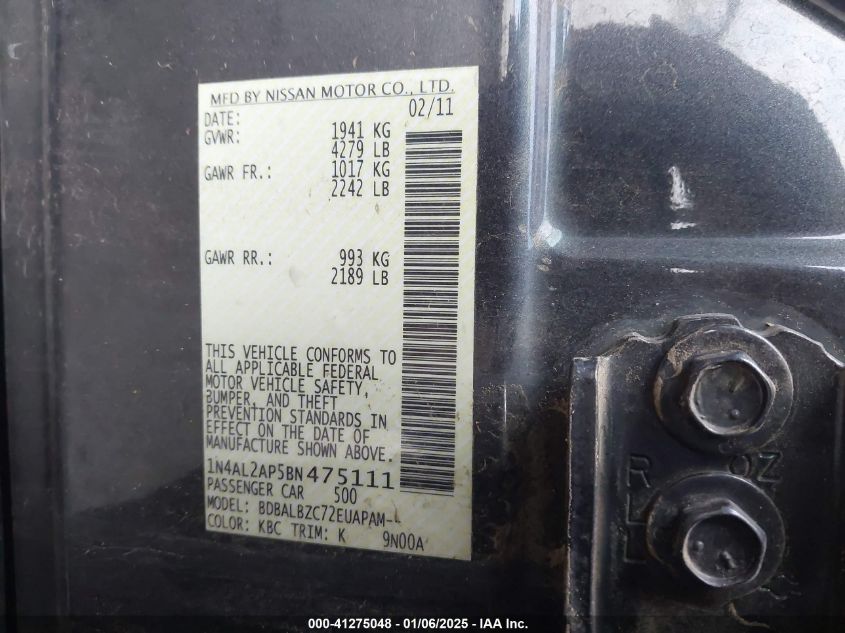 MFD BY NISSAN MOTOR CO., LTD.
DATE: 02/11
GVWR: 1941 KG
4279 LB
GAWR FR.: 1017 KG
2242 LB
GAWR RR.: 993 KG
2189 LB
THIS VEHICLE CONFORMS TO
ALL APPLICABLE FEDERAL
MOTOR VEHICLE SAFETY,
BUMPER, AND THEFT
PREVENTION STANDARDS IN
EFFECT ON THE DATE OF
MANUFACTURE SHOWN ABOVE.
1N4AL2AP5BN475111
PASSENGER CAR 500
MODEL: BDBALBZC72EUAPAM--
COLOR: KBC TRIM: K 9N00A
R OZ
L
L
000-41275048 - 01/06/2025 - IAA Inc.